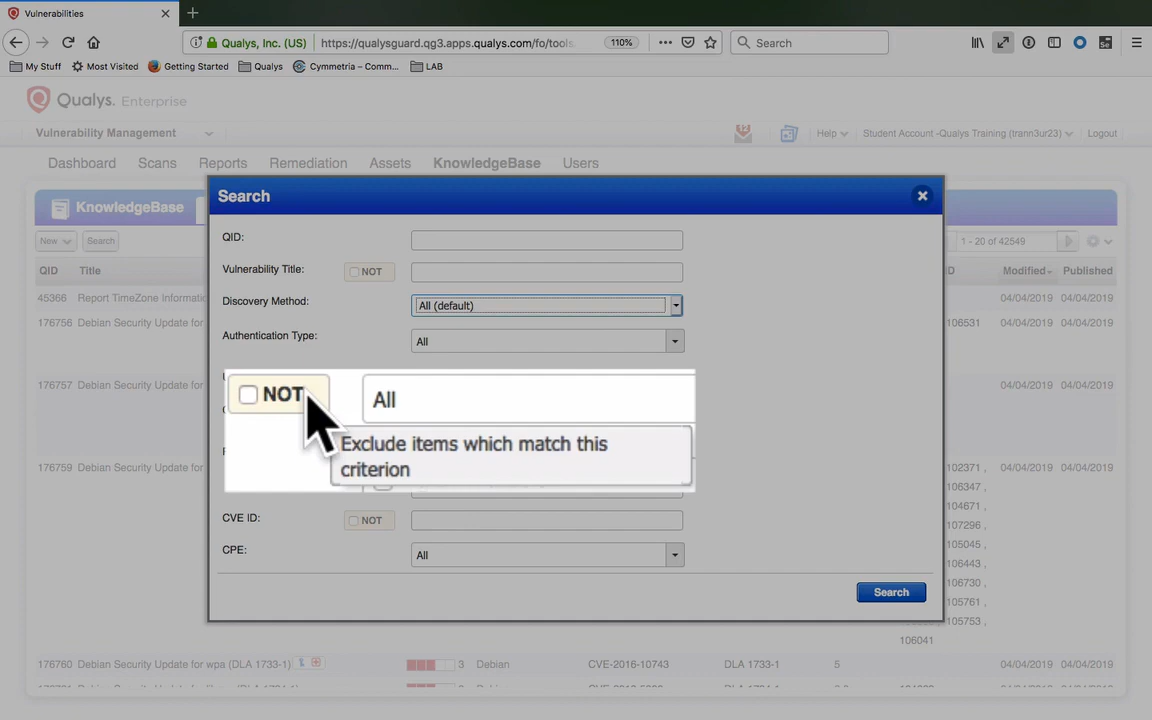 Vulnerabilities
Qualys, Inc. (US) https://qualysguard.qg3.apps.qualys.com/fo/tools. 110% Search
My Stuff Most Visited Getting Started Qualys Cymmetria – Comm... LAB
Qualys. Enterprise
Vulnerability Management Help Student Account -Qualys Training (trann3ur23) Logout
Dashboard Scans Reports Remediation Assets KnowledgeBase Users
Search
KnowledgeBase
New Search 1 - 20 of 42549
QID Title ID Modified Published
QID:
Vulnerability Title: NOT
Discovery Method: All (default)
Authentication Type: All
NOT All
Exclude items which match this
criterion
CVE ID: NOT
CPE: All
Search
45366 Report TimeZone Informati 04/04/2019 04/04/2019
176756 Debian Security Update for 106531 04/04/2019 04/04/2019
176757 Debian Security Update for 04/04/2019 04/04/2019
176759 Debian Security Update for 102371 , 04/04/2019 04/04/2019
106347 ,
104671 ,
107296 ,
105045 ,
106443 ,
106730 ,
105761 ,
105753 ,
106041
176760 Debian Security Update for wpa (DLA 1733-1) 3 Debian CVE-2016-10743 DLA 1733-1 5 04/04/2019 04/04/2019